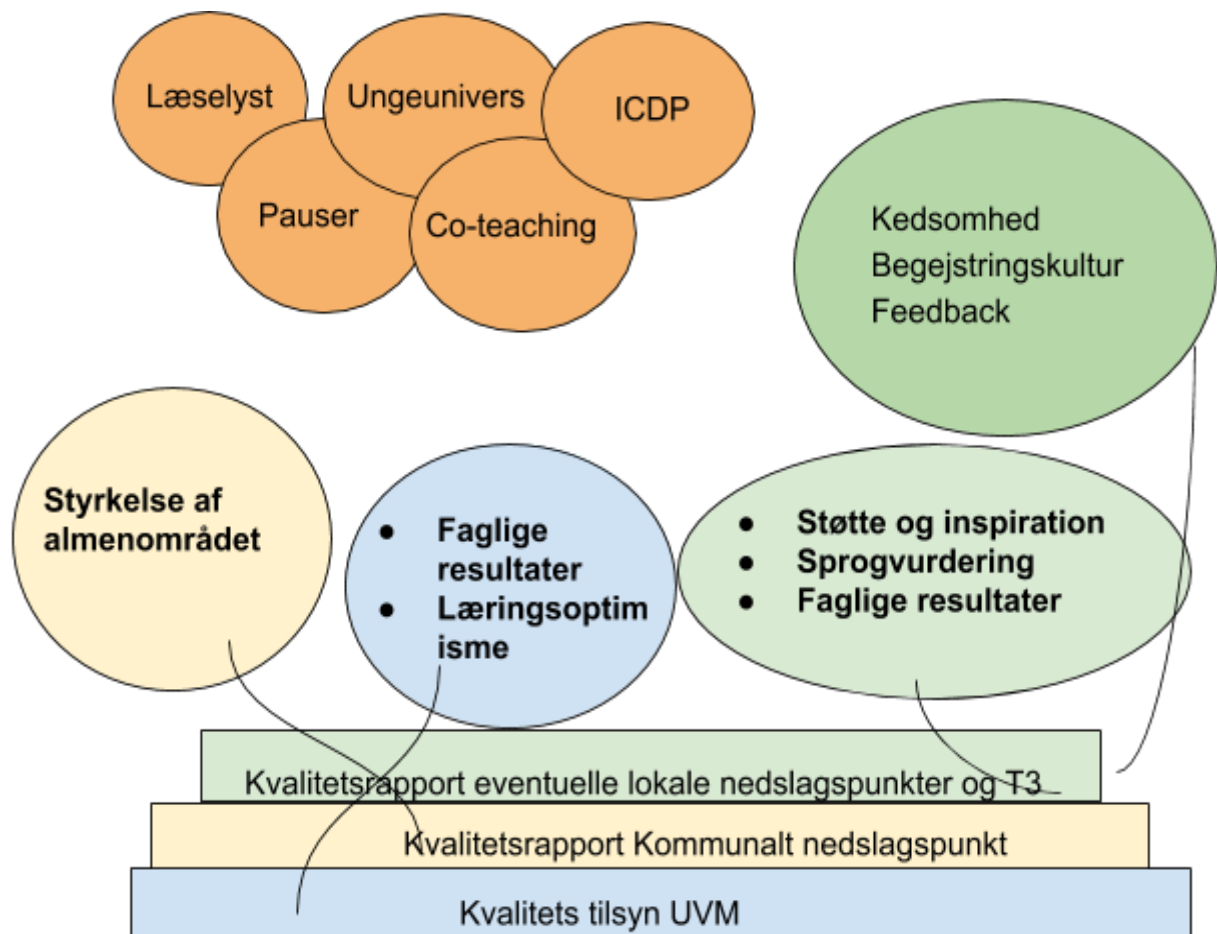 Læselyst
Ungeunivers
ICDP
Pauser
Co-teaching
Kedsomhed
Begejstringskultur
Feedback
Styrkelse af
almenområdet
● Faglige
resultater
● Læringsoptim
isme
● Støtte og inspiration
● Sprogvurdering
● Faglige resultater
Kvalitetsrapport eventuelle lokale nedslagspunkter og T3
Kvalitetsrapport Kommunalt nedslagspunkt
Kvalitets tilsyn UVM